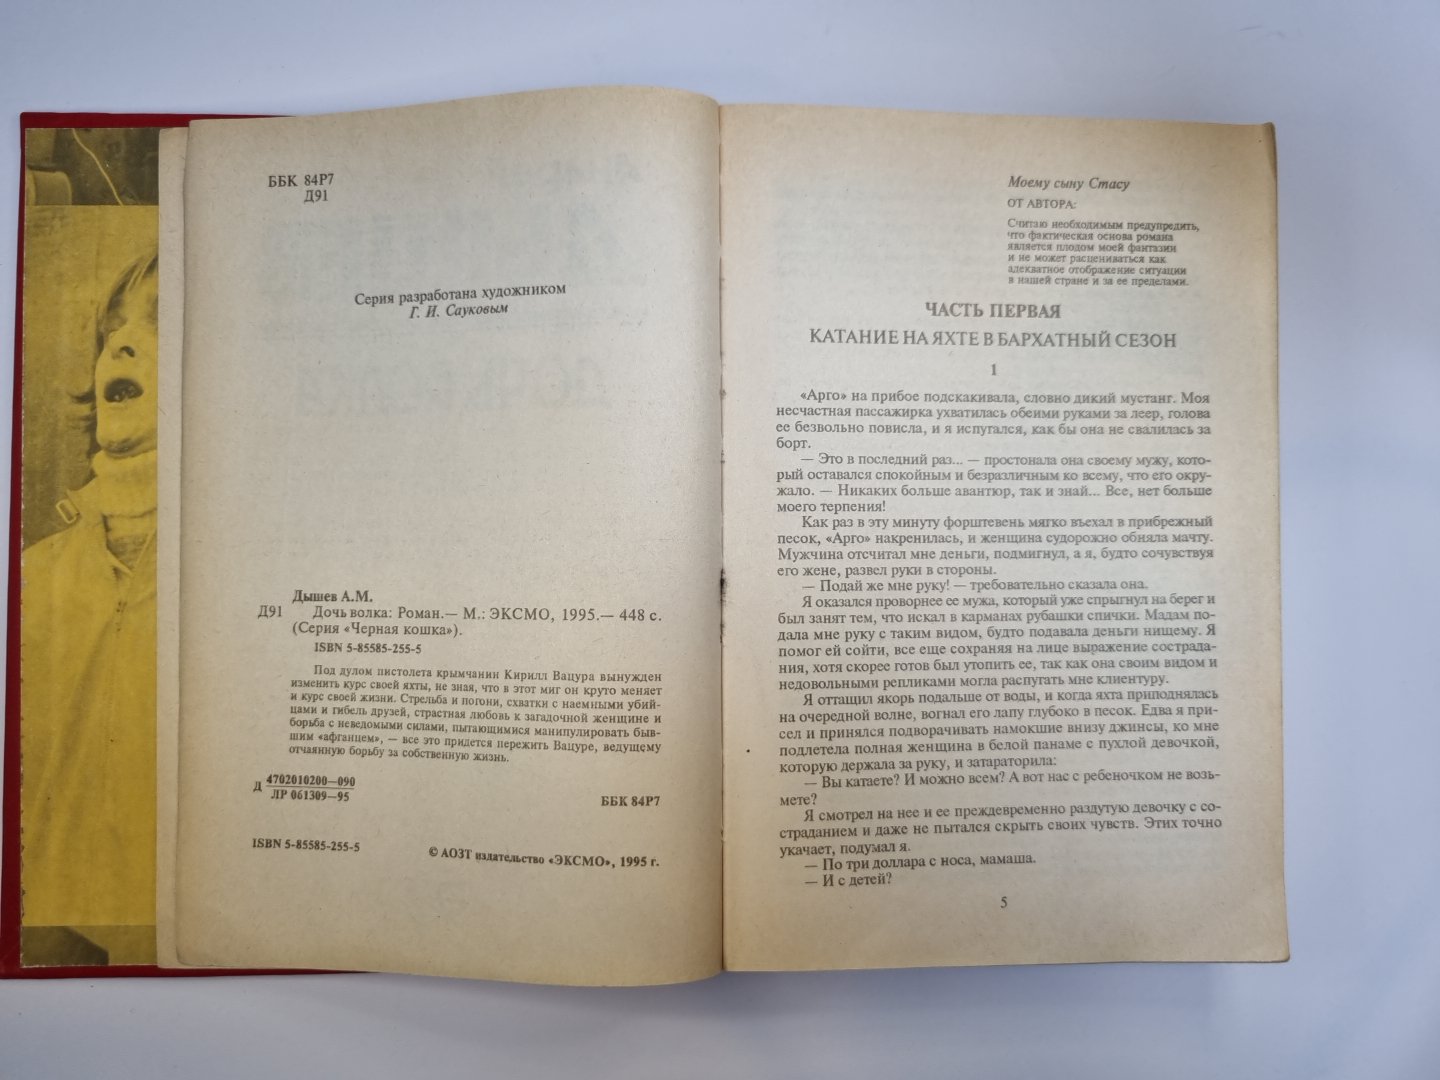 ББК 84Р7
Д91
Серия разработана художником
Г. И. Сауковым
Дышев А.М.
Д91 Дочь волка: Роман.— М.: ЭКСМО, 1995.— 448 с.
(Серия «Черная кошка»).
ISBN 5-85585-255-5
Под дулом пистолета крымчанин Кирилл Вацура вынужден
изменить курс своей яхты, не зная, что в этот миг он круто меняет
и курс своей жизни. Стрельба и погони, схватки с наемными убий-
цами и гибель друзей, страстная любовь к загадочной женщине и
борьба с неведомыми силами, пытающимися манипулировать быв-
шим «афганцем», — все это придется пережить Вацуре, ведущему
отчаянную борьбу за собственную жизнь.
Д 4702010200—090
ЛР 061309—95
ББК 84Р7
ISBN 5-85585-255-5
© АОЗТ издательство «ЭКСМО», 1995 г.
Моему сыну Стасу
ОТ АВТОРА:
Считаю необходимым предупредить,
что фактическая основа романа
является плодом моей фантазии
и не может расцениваться как
адекватное отображение ситуации
в нашей стране и за ее пределами.
ЧАСТЬ ПЕРВАЯ
КАТАНИЕ НА ЯХТЕ В БАРХАТНЫЙ СЕЗОН
1
«Арго» на прибое подскакивала, словно дикий мустанг. Моя
несчастная пассажирка ухватилась обеими руками за леер, голова
ее безвольно повисла, и я испугался, как бы она не свалилась за
борт.
— Это в последний раз... — простонала она своему мужу, кото-
рый оставался спокойным и безразличным ко всему, что его окру-
жало. — Никаких больше авантюр, так и знай... Все, нет больше
моего терпения!
Как раз в эту минуту форштевень мягко въехал в прибрежный
песок, «Арго» накренилась, и женщина судорожно обняла мачту.
Мужчина отсчитал мне деньги, подмигнул, а я, будто сочувствуя
его жене, развел руки в стороны.
— Подай же мне руку! — требовательно сказала она.
Я оказался проворнее ее мужа, который уже спрыгнул на берег и
был занят тем, что искал в карманах рубашки спички. Мадам по-
дала мне руку с таким видом, будто подавала деньги нищему. Я
помог ей сойти, все еще сохраняя на лице выражение сострада-
ния, хотя скорее готов был утопить ее, так как она своим видом и
недовольными репликами могла распугать мне клиентуру.
Я оттащил якорь подальше от воды, и когда яхта приподнялась
на очередной волне, вогнал его лапу глубоко в песок. Едва я при-
сел и принялся подворачивать намокшие внизу джинсы, ко мне
подлетела полная женщина в белой панаме с пухлой девочкой,
которую держала за руку, и затараторила:
— Вы катаете? И можно всем? А вот нас с ребеночком не возь-
мете?
Я смотрел на нее и ее преждевременно раздутую девочку с со-
страданием и даже не пытался скрыть своих чувств. Этих точно
укачает, подумал я.
— По три доллара с носа, мамаша.
— И с детей?
5